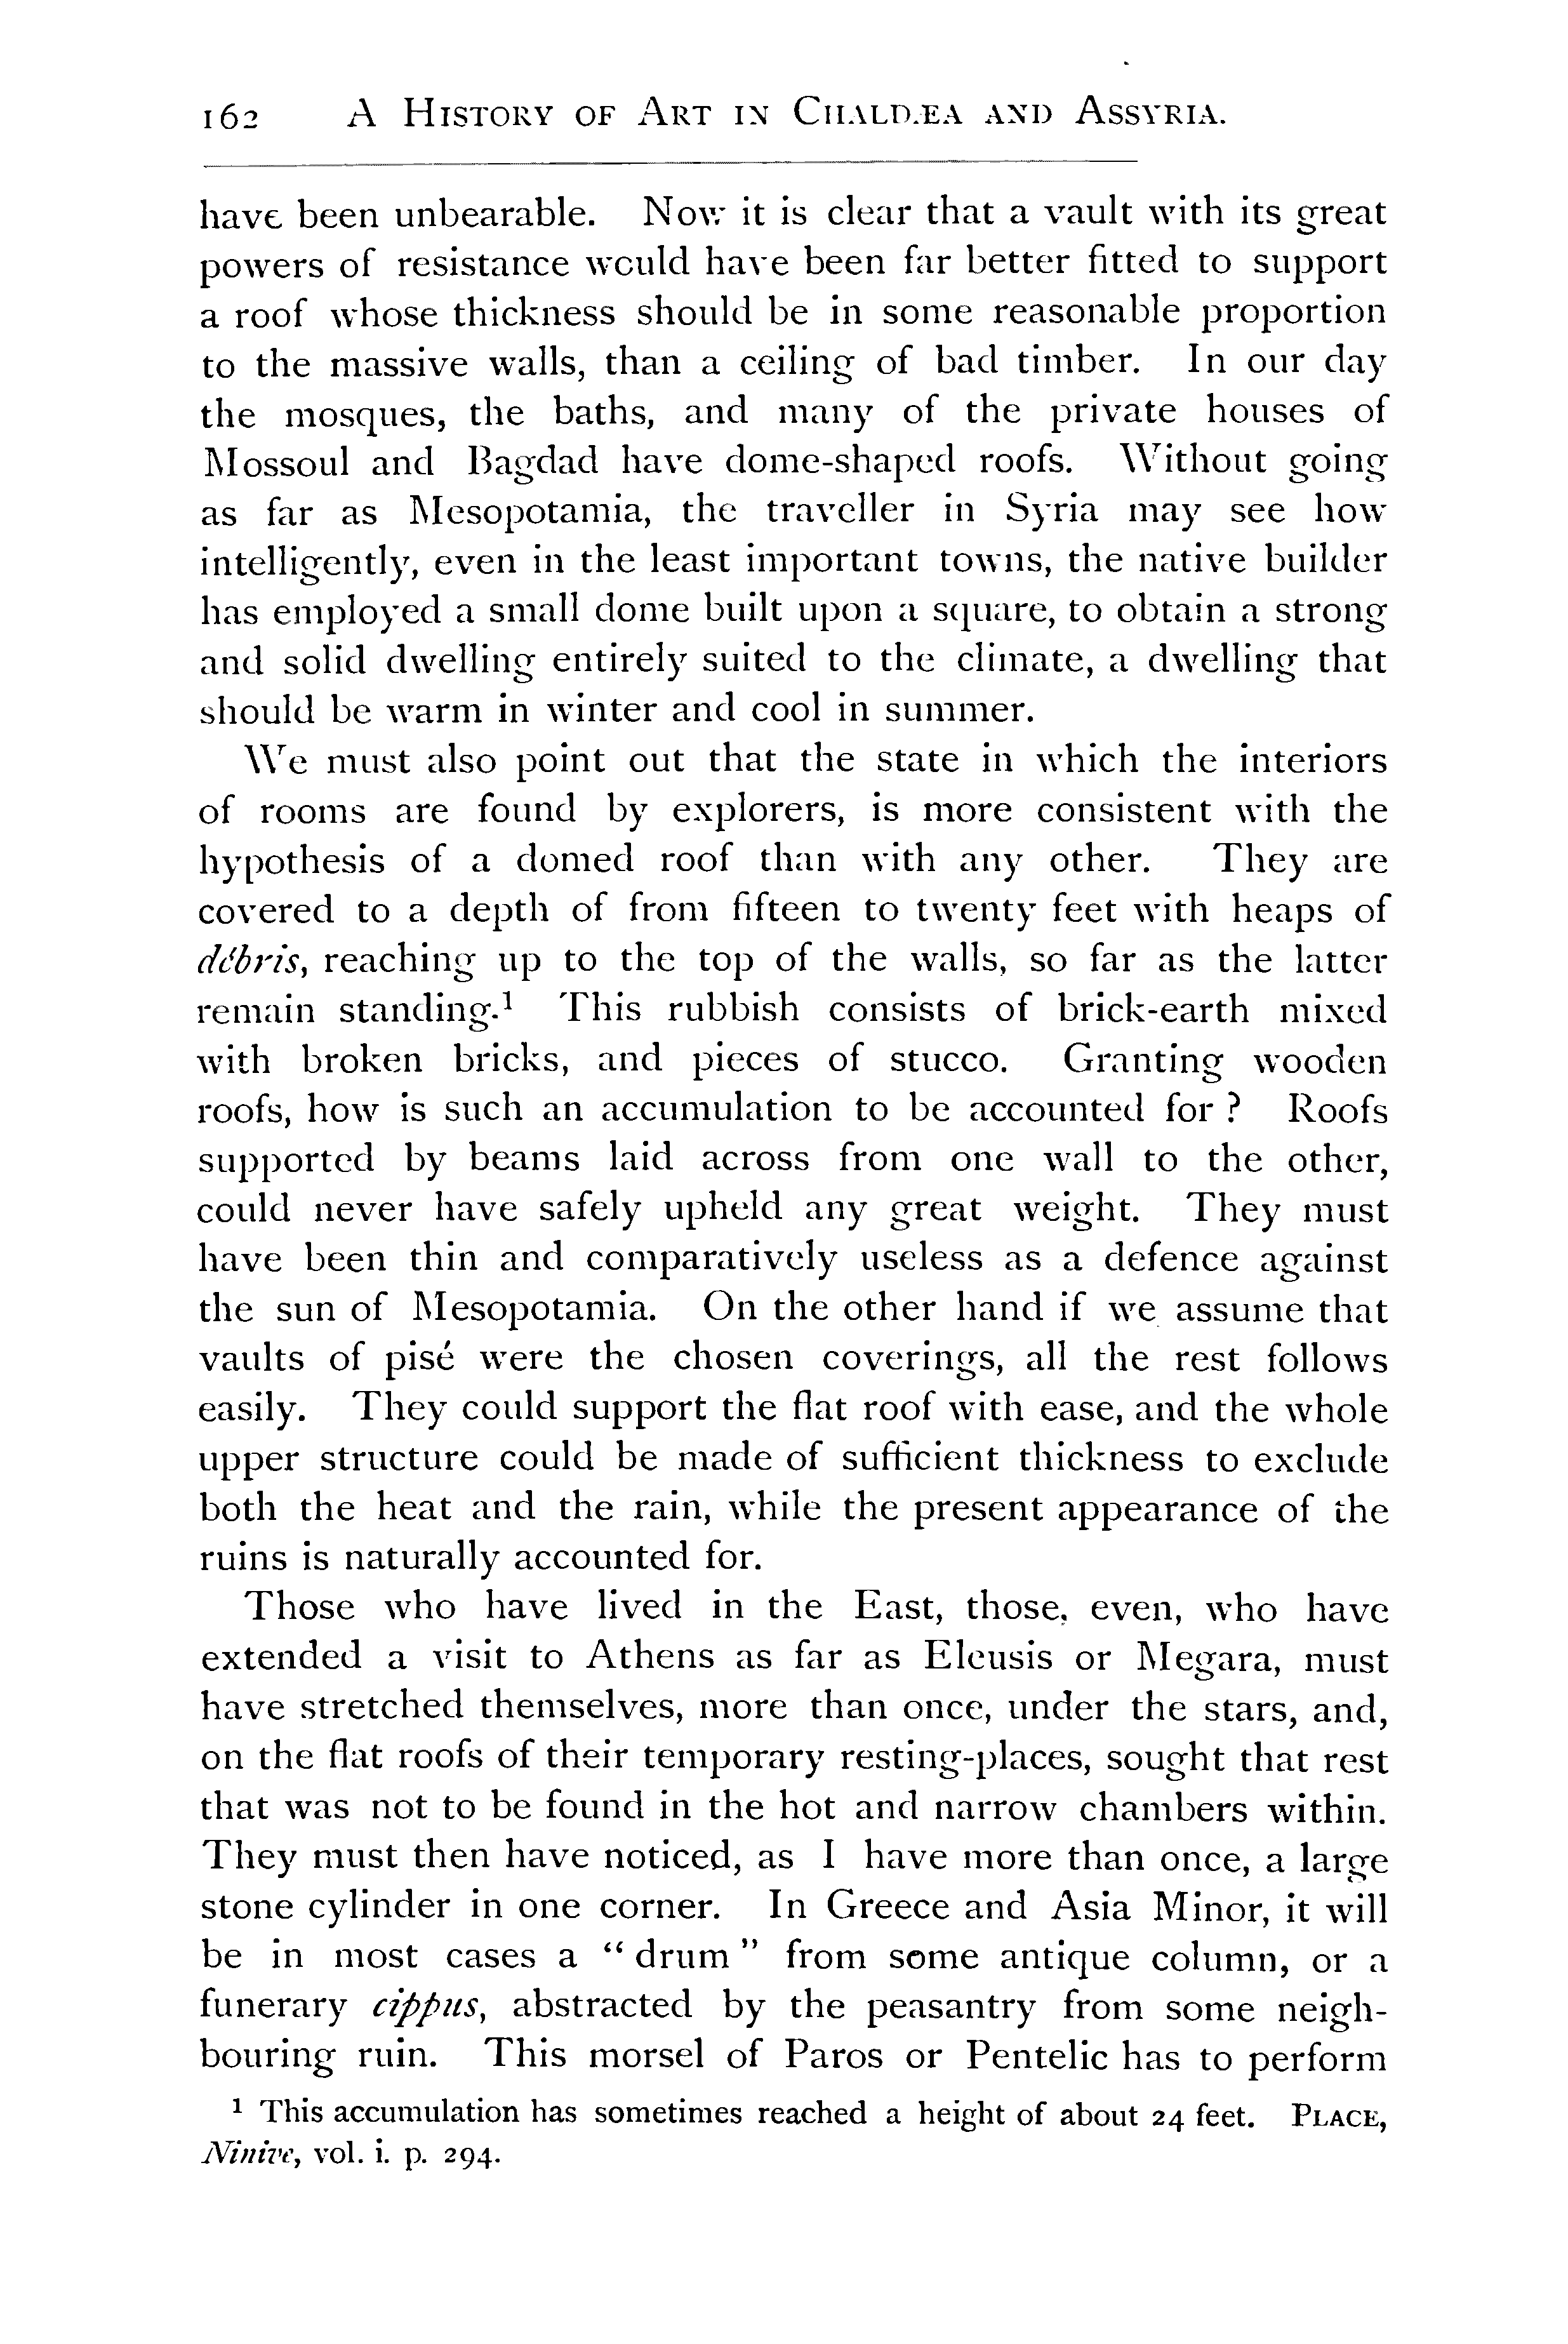 162 A History of Art in Chaldæa and Assyria.
have been unbearable. Now it is clear that a vault with its great
powers of resistance would have been far better fitted to support
a roof whose thickness should be in some reasonable proportion
to the massive walls, than a ceiling of bad timber. In our day
the mosques, the baths, and many of the private houses of
Mossoul and Bagdad have dome-shaped roofs. Without going
as far as Mesopotamia, the traveller in Syria may see how
intelligently, even in the least important towns, the native builder
has employed a small dome built upon a square, to obtain a strong
and solid dwelling entirely suited to the climate, a dwelling that
should be warm in winter and cool in summer.
We must also point out that the state in which the interiors
of rooms are found by explorers, is more consistent with the
hypothesis of a domed roof than with any other. They are
covered to a depth of from fifteen to twenty feet with heaps of
débris, reaching up to the top of the walls, so far as the latter
remain standing.¹ This rubbish consists of brick-earth mixed
with broken bricks, and pieces of stucco. Granting wooden
roofs, how is such an accumulation to be accounted for? Roofs
supported by beams laid across from one wall to the other,
could never have safely upheld any great weight. They must
have been thin and comparatively useless as a defence against
the sun of Mesopotamia. On the other hand if we assume that
vaults of pisé were the chosen coverings, all the rest follows
easily. They could support the flat roof with ease, and the whole
upper structure could be made of sufficient thickness to exclude
both the heat and the rain, while the present appearance of the
ruins is naturally accounted for.
Those who have lived in the East, those, even, who have
extended a visit to Athens as far as Eleusis or Megara, must
have stretched themselves, more than once, under the stars, and,
on the flat roofs of their temporary resting-places, sought that rest
that was not to be found in the hot and narrow chambers within.
They must then have noticed, as I have more than once, a large
stone cylinder in one corner. In Greece and Asia Minor, it will
be in most cases a “drum” from some antique column, or a
funerary cippus, abstracted by the peasantry from some neigh-
bouring ruin. This morsel of Paros or Pentelic has to perform
¹ This accumulation has sometimes reached a height of about 24 feet. Place,
Ninive, vol. i. p. 294.